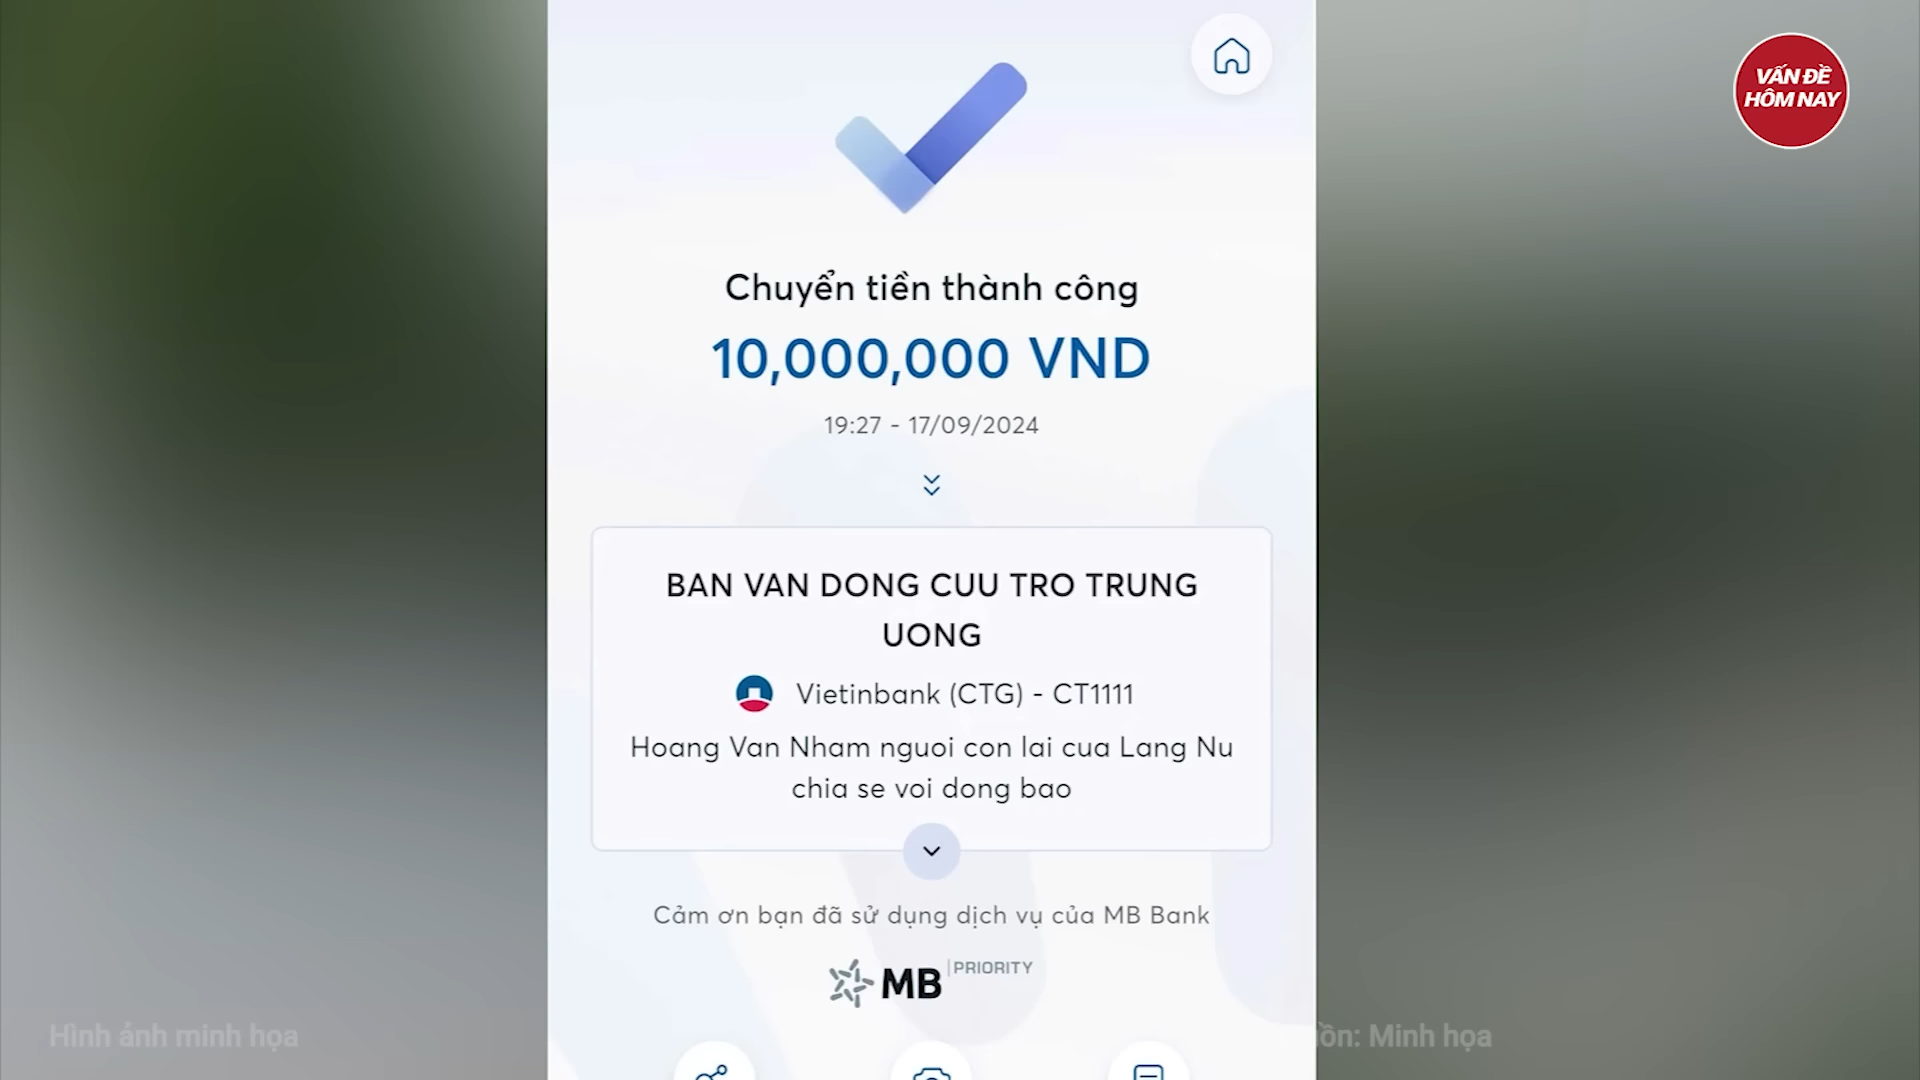 VẤN ĐỀ
HÔM NAY
Chuyển tiền thành công
10,000,000 VND
19:27 - 17/09/2024
BAN VAN DONG CUU TRO TRUNG
UONG
Vietinbank (CTG) - CT1111
Hoang Van Nham nguoi con lai cua Lang Nu
chia se voi dong bao
Cảm ơn bạn đã sử dụng dịch vụ của MB Bank
MB PRIORITY
Hình ảnh minh họa
Minh họa